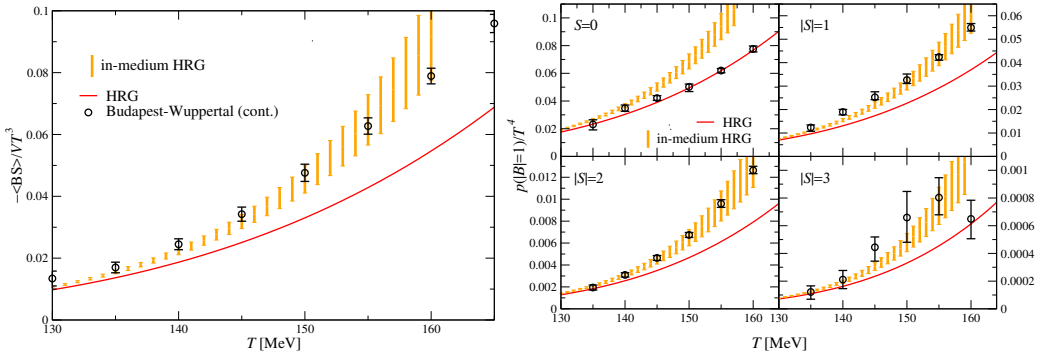 0.1
0.08
0.06
0.04
0.02
0
-<BS>/VT³
in-medium HRG
HRG
Budapest-Wuppertal (cont.)
130 140 150 160
T [MeV]
S=0
0.1
0.08
0.06
0.04
0.02
HRG
in-medium HRG
|S|=1
0.06
0.05
0.04
0.03
0.02
0.01
0
p(|B|=1)/T⁴
|S|=2
0.012
0.01
0.008
0.006
0.004
0.002
0
130 140 150 160
|S|=3
0.001
0.0008
0.0006
0.0004
0.0002
0
130 140 150 160
T [MeV]